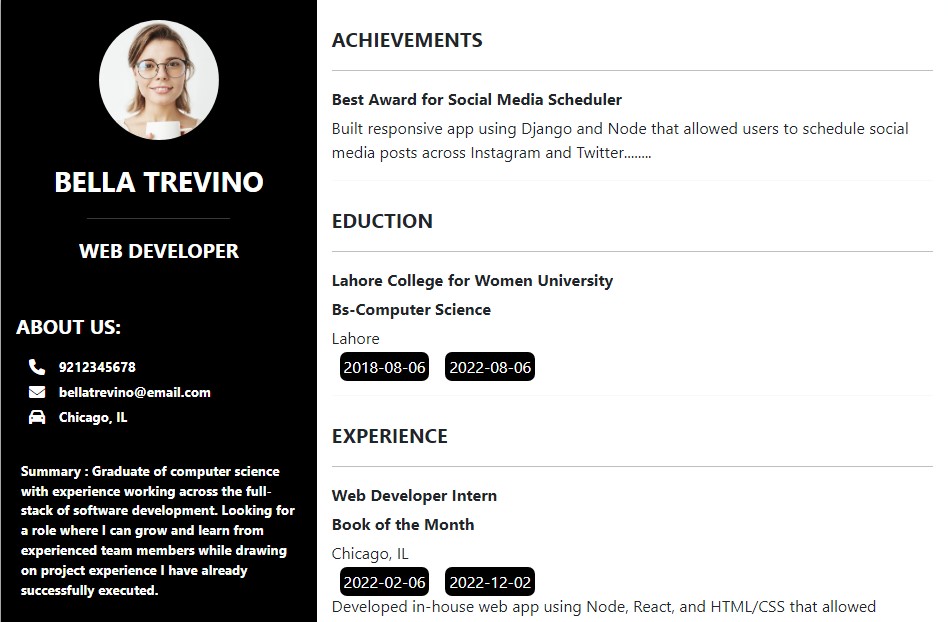 BELLA TREVINO
WEB DEVELOPER
ABOUT US:
9212345678
bellatrevino@email.com
Chicago, IL
Summary : Graduate of computer science
with experience working across the full-
stack of software development. Looking for
a role where I can grow and learn from
experienced team members while drawing
on project experience I have already
successfully executed.
ACHIEVEMENTS
Best Award for Social Media Scheduler
Built responsive app using Django and Node that allowed users to schedule social
media posts across Instagram and Twitter........
EDUCTION
Lahore College for Women University
Bs-Computer Science
Lahore
2018-08-06 2022-08-06
EXPERIENCE
Web Developer Intern
Book of the Month
Chicago, IL
2022-02-06 2022-12-02
Developed in-house web app using Node, React, and HTML/CSS that allowed